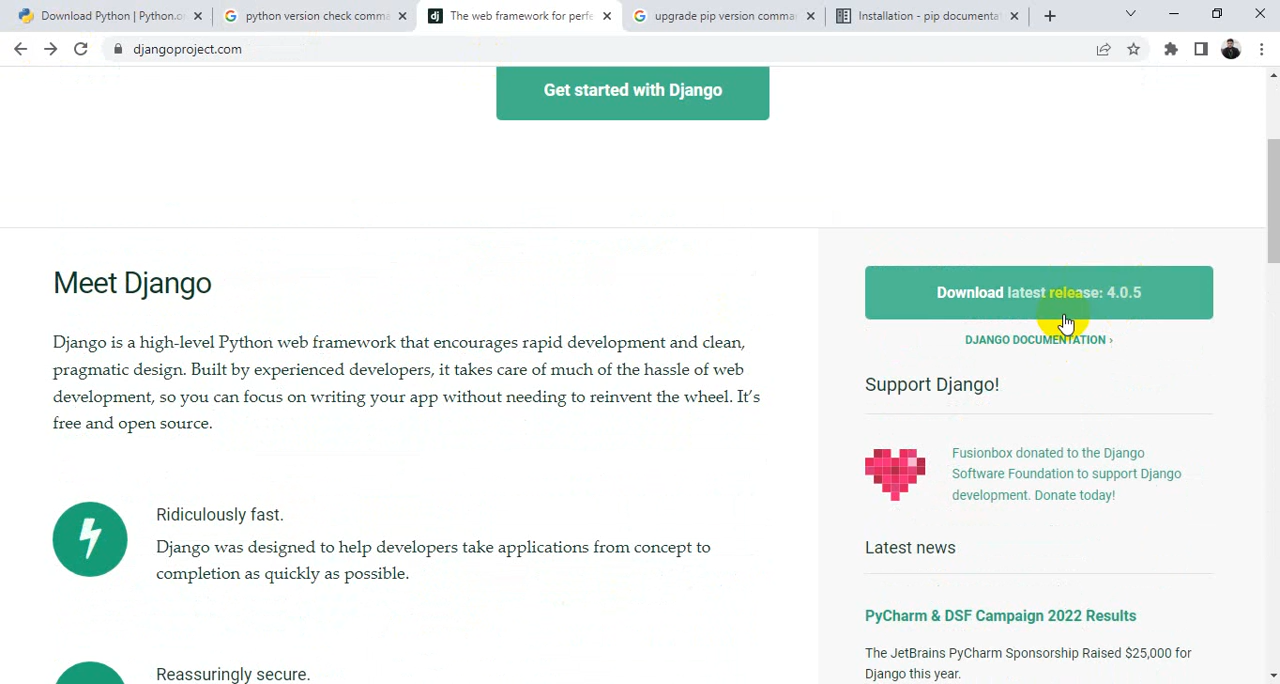 Download Python | Python.or
python version check comma
The web framework for perfe
upgrade pip version comma
Installation - pip documenta
djangoproject.com
Get started with Django
Meet Django
Django is a high-level Python web framework that encourages rapid development and clean,
pragmatic design. Built by experienced developers, it takes care of much of the hassle of web
development, so you can focus on writing your app without needing to reinvent the wheel. It’s
free and open source.
Ridiculously fast.
Django was designed to help developers take applications from concept to
completion as quickly as possible.
Reassuringly secure.
Download latest release: 4.0.5
DJANGO DOCUMENTATION ›
Support Django!
Fusionbox donated to the Django
Software Foundation to support Django
development. Donate today!
Latest news
PyCharm & DSF Campaign 2022 Results
The JetBrains PyCharm Sponsorship Raised $25,000 for
Django this year.